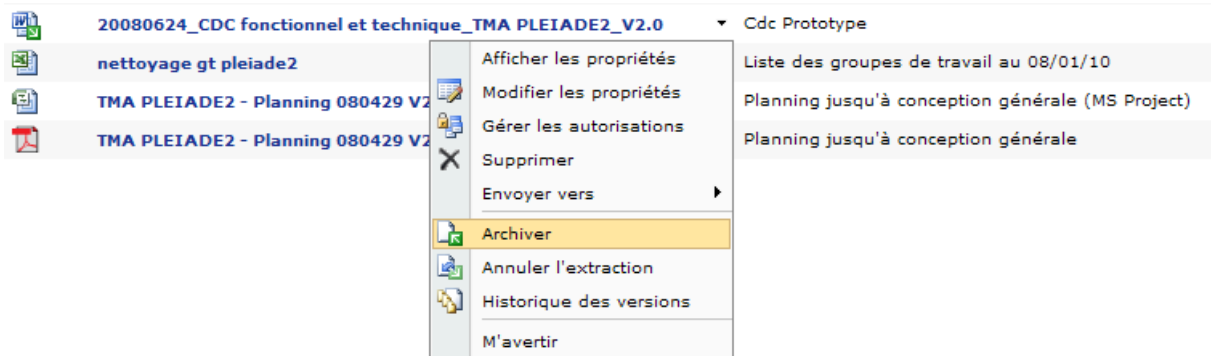 20080624_CDC fonctionnel et technique_TMA PLEIADE2_V2.0 Cdc Prototype
Afficher les propriétés
nettoyage gt pleiade2 Liste des groupes de travail au 08/01/10
Modifier les propriétés
TMA PLEIADE2 - Planning 080429 V2 Planning jusqu'à conception générale (MS Project)
Gérer les autorisations
TMA PLEIADE2 - Planning 080429 V2 Planning jusqu'à conception générale
Supprimer
Envoyer vers
Archiver
Annuler l'extraction
Historique des versions
M'avertir